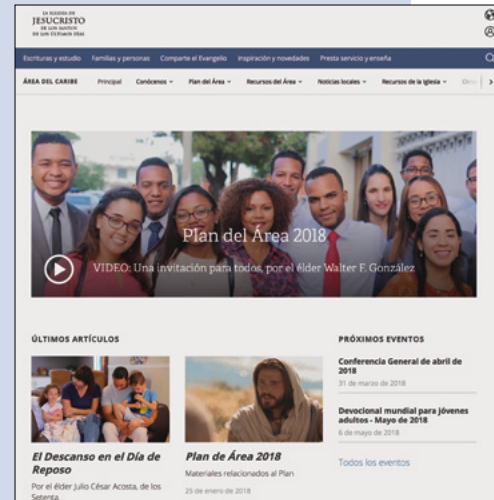 LA IGLESIA DE
JESUCRISTO
DE LOS SANTOS
DE LOS ÚLTIMOS DÍAS
Escrituras y estudio Familias y personas Comparte el Evangelio Inspiración y novedades Presta servicio y enseña
ÁREA DEL CARIBE Principal Conócenos Plan del Área Recursos del Área Noticias locales Recursos de la Iglesia
Plan del Área 2018
VIDEO: Una invitación para todos, por el élder Walter F. González
ÚLTIMOS ARTÍCULOS
El Descanso en el Día de
Reposo
Por el élder Julio César Acosta, de los
Setenta.
Plan de Área 2018
Materiales relacionados al Plan
25 de enero de 2018
PRÓXIMOS EVENTOS
Conferencia General de abril de
2018
31 de marzo de 2018
Devocional mundial para jóvenes
adultos - Mayo de 2018
6 de mayo de 2018
Todos los eventos